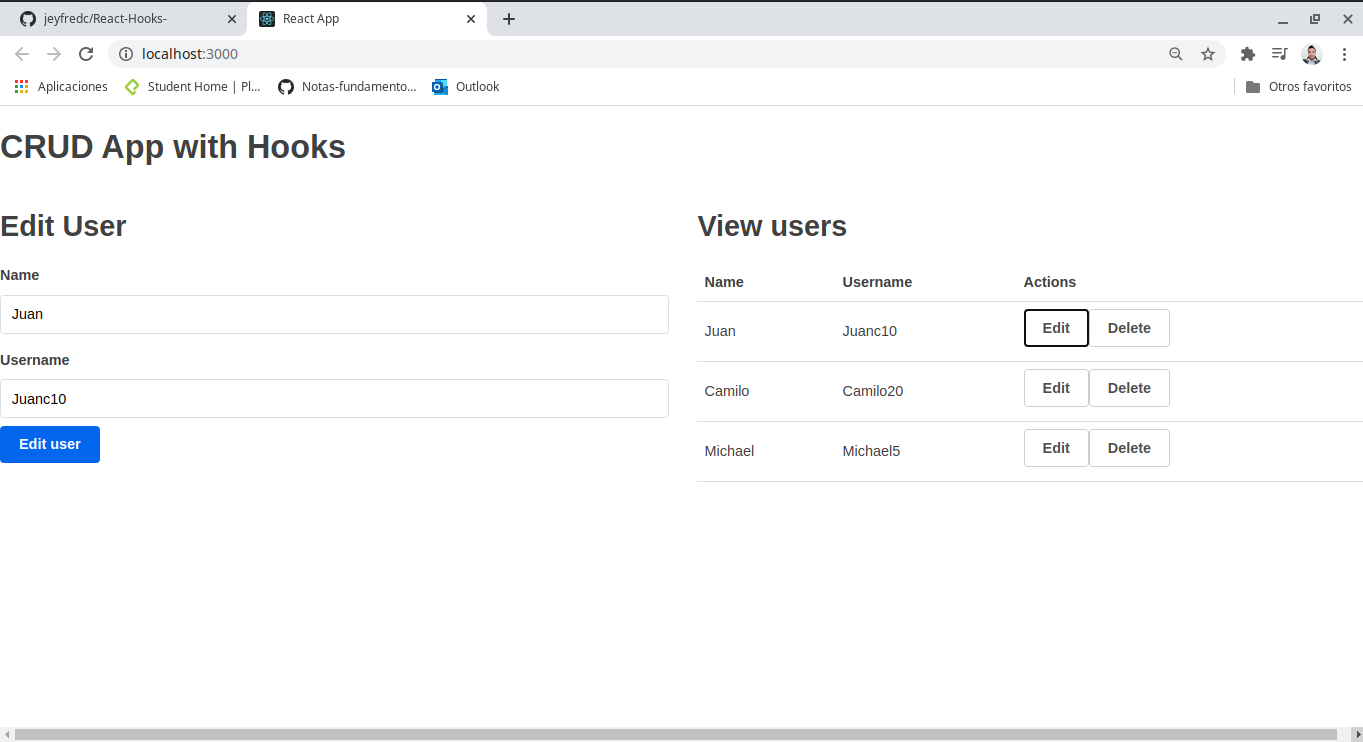 jeyfredc/React-Hooks-
React App
localhost:3000
Aplicaciones
Student Home | Pl...
Notas-fundamento...
Outlook
Otros favoritos
CRUD App with Hooks
Edit User
Name
Juan
Username
Juanc10
Edit user
View users
Name Username Actions
Juan Juanc10 Edit Delete
Camilo Camilo20 Edit Delete
Michael Michael5 Edit Delete